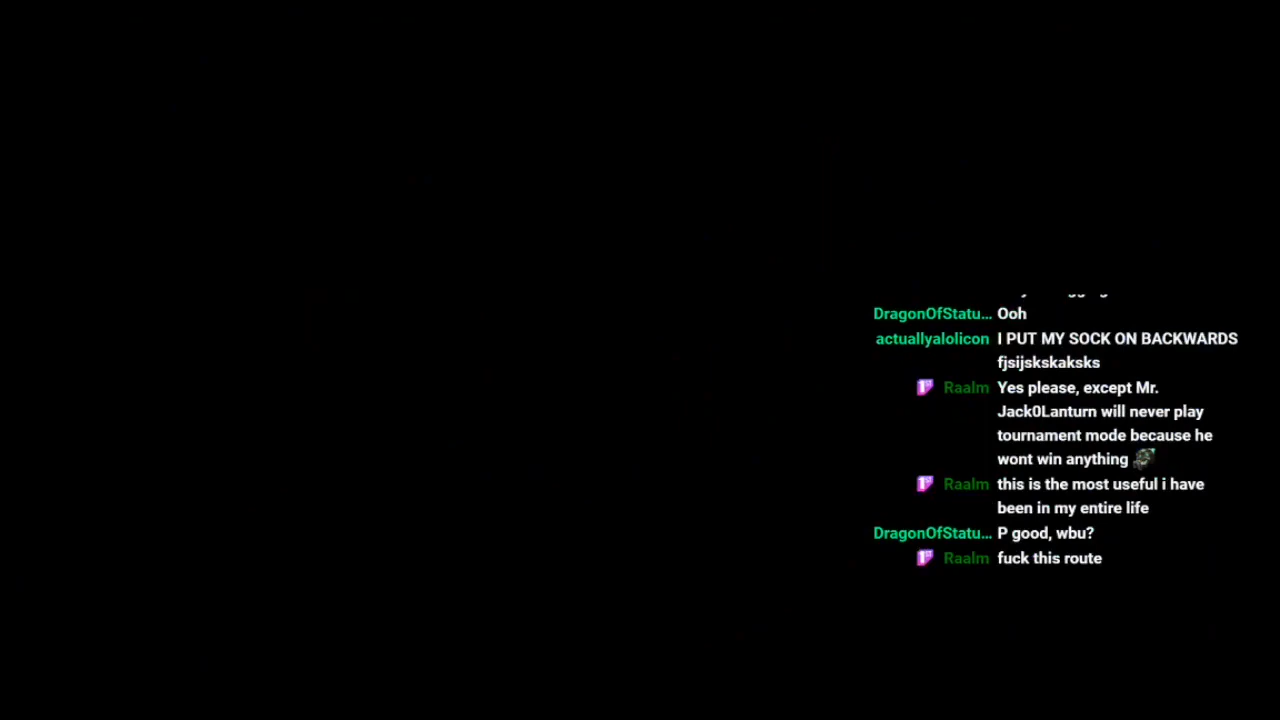 DragonOfStatu... Ooh
actuallyalolicon I PUT MY SOCK ON BACKWARDS
fjsijskskaksks
Raalm Yes please, except Mr.
Jack0Lanturn will never play
tournament mode because he
wont win anything
Raalm this is the most useful i have
been in my entire life
DragonOfStatu... P good, wbu?
Raalm fuck this route